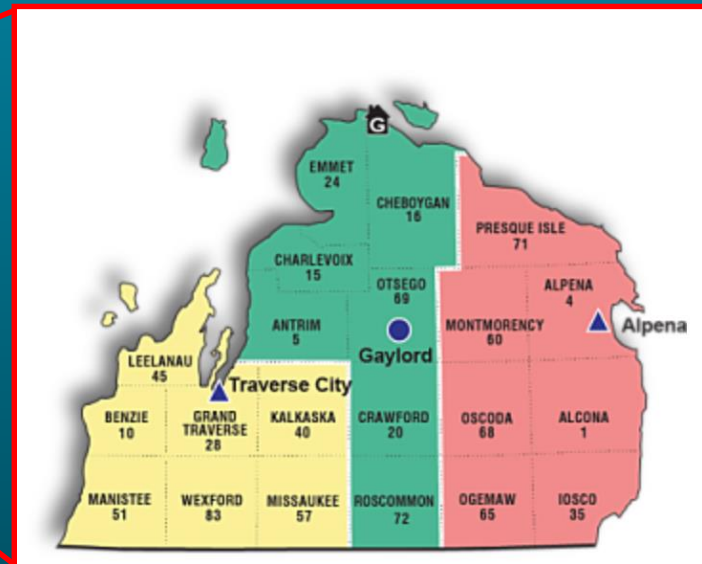 G
EMMET
24
CHEBOYGAN
16
PRESQUE ISLE
71
CHARLEVOIX
15
OTSEGO
69
ALPENA
4
ANTRIM
5
MONTMORENCY
60
Alpena
Gaylord
LEELANAU
45
Traverse City
BENZIE
10
GRAND
TRAVERSE
28
KALKASKA
40
CRAWFORD
20
OSCODA
68
ALCONA
1
MANISTEE
51
WEXFORD
83
MISSAUKEE
57
ROSCOMMON
72
OGEMAW
65
IOSCO
35